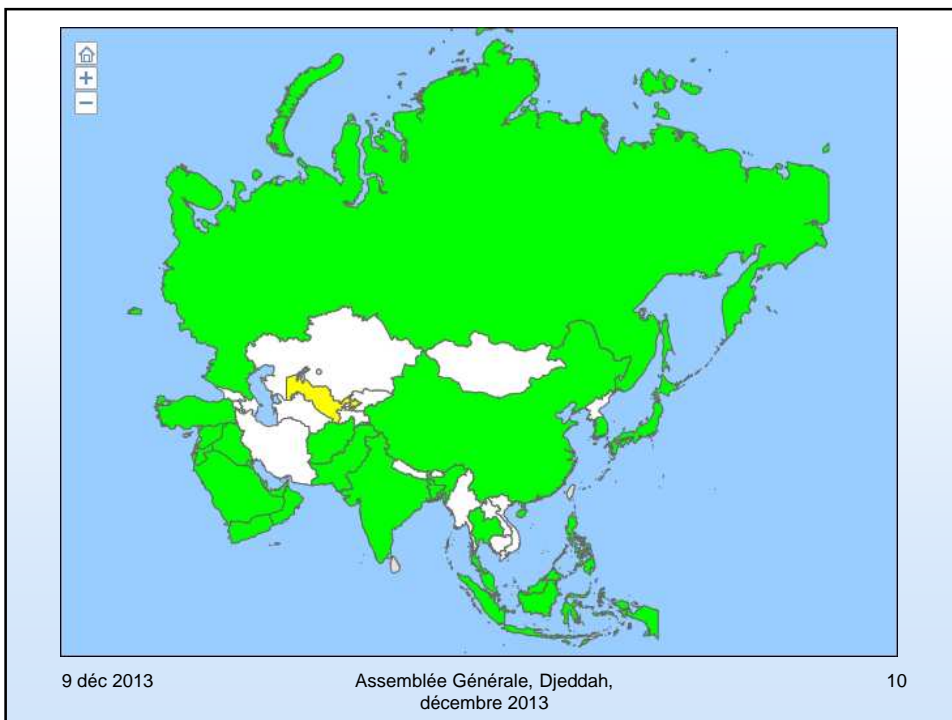 +
−
9 déc 2013
Assemblée Générale, Djeddah,
décembre 2013
10